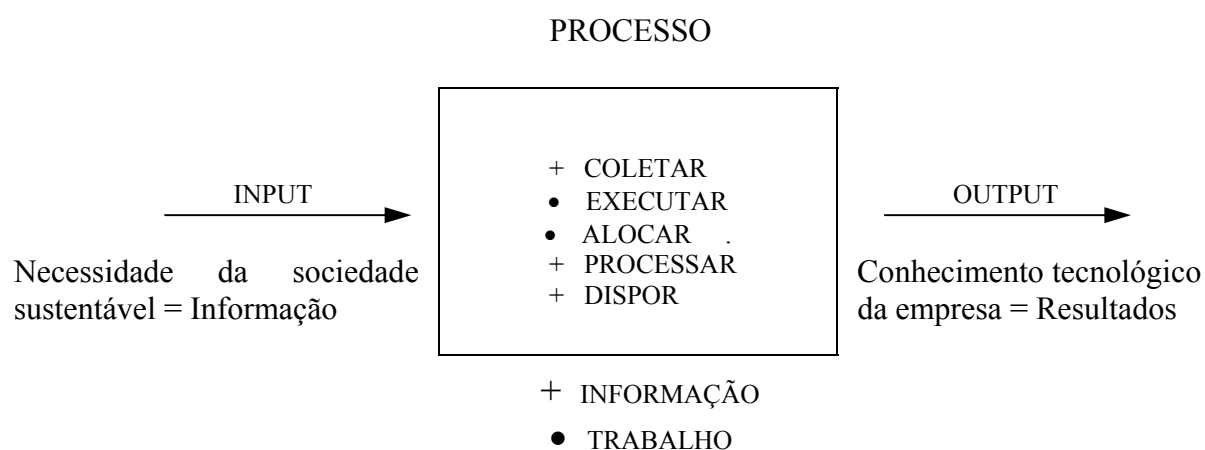 PROCESSO
+ COLETAR
• EXECUTAR
• ALOCAR .
+ PROCESSAR
+ DISPOR
INPUT
Necessidade da sociedade
sustentável = Informação
OUTPUT
Conhecimento tecnológico
da empresa = Resultados
+ INFORMAÇÃO
• TRABALHO